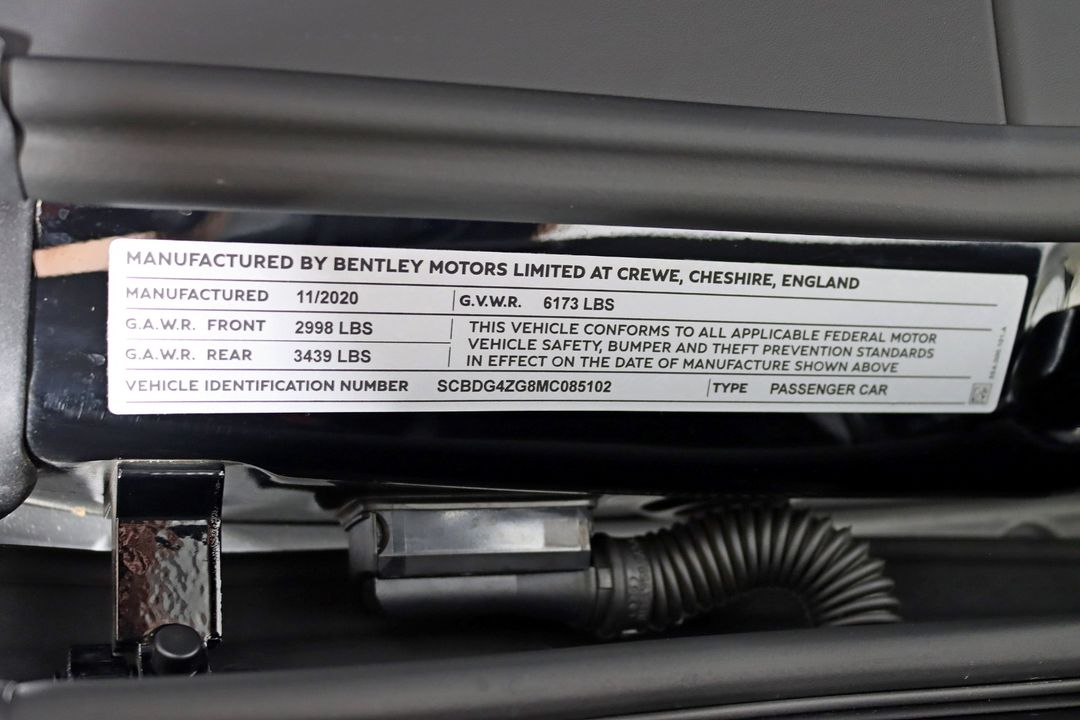 MANUFACTURED BY BENTLEY MOTORS LIMITED AT CREWE, CHESHIRE, ENGLAND
MANUFACTURED 11/2020 G.V.W.R. 6173 LBS
G.A.W.R. FRONT 2998 LBS
G.A.W.R. REAR 3439 LBS
THIS VEHICLE CONFORMS TO ALL APPLICABLE FEDERAL MOTOR
VEHICLE SAFETY, BUMPER AND THEFT PREVENTION STANDARDS
IN EFFECT ON THE DATE OF MANUFACTURE SHOWN ABOVE
VEHICLE IDENTIFICATION NUMBER SCBDG4ZG8MC085102 TYPE PASSENGER CAR